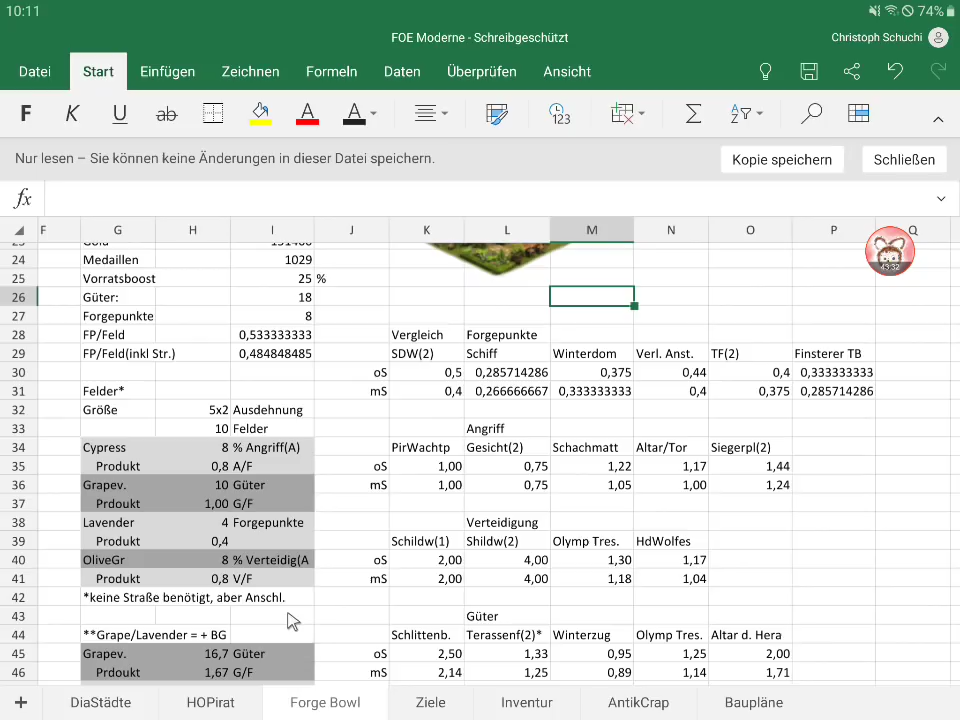 10:11 74%
FOE Moderne - Schreibgeschützt Christoph Schuchi
Datei Start Einfügen Zeichnen Formeln Daten Überprüfen Ansicht
F K U ab A A 123 Σ A Z
Nur lesen – Sie können keine Änderungen in dieser Datei speichern. Kopie speichern Schließen
fx
F G H I J K L M N O P Q
24 Medaillen 1029
25 Vorratsboost 25 %
26 Güter: 18
27 Forgepunkte 8
28 FP/Feld 0,533333333 Vergleich Forgepunkte
29 FP/Feld(inkl Str.) 0,484848485 SDW(2) Schiff Winterdom Verl. Anst. TF(2) Finsterer TB
30 oS 0,5 0,285714286 0,375 0,44 0,4 0,333333333
31 Felder* mS 0,4 0,266666667 0,333333333 0,4 0,375 0,285714286
32 Größe 5x2 Ausdehnung
33 10 Felder Angriff
34 Cypress 8 % Angriff(A) PirWachtp Gesicht(2) Schachmatt Altar/Tor Siegerpl(2)
35 Produkt 0,8 A/F oS 1,00 0,75 1,22 1,17 1,44
36 Grapev. 10 Güter mS 1,00 0,75 1,05 1,00 1,24
37 Prdoukt 1,00 G/F
38 Lavender 4 Forgepunkte Verteidigung
39 Produkt 0,4 Schildw(1) Shildw(2) Olymp Tres. HdWolfes
40 OliveGr 8 % Verteidig(A oS 2,00 4,00 1,30 1,17
41 Produkt 0,8 V/F mS 2,00 4,00 1,18 1,04
42 *keine Straße benötigt, aber Anschl.
43 Güter
44 **Grape/Lavender = + BG Schlittenb. Terassenf(2)* Winterzug Olymp Tres. Altar d. Hera
45 Grapev. 16,7 Güter oS 2,50 1,33 0,95 1,25 2,00
46 Prdoukt 1,67 G/F mS 2,14 1,25 0,89 1,14 1,71
43:32
+ DiaStädte HOPirat Forge Bowl Ziele Inventur AntikCrap Baupläne